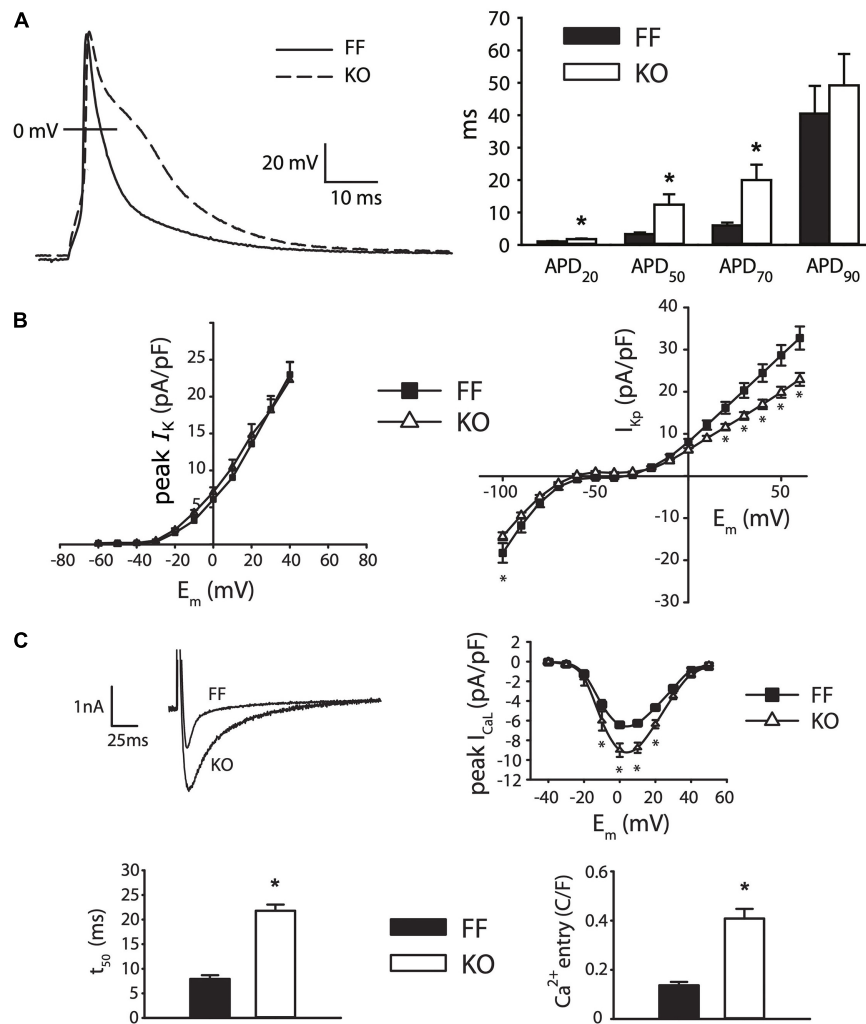 A
FF
KO
0 mV
20 mV
10 ms
ms
70
60
50
40
30
20
10
0
FF
KO
*
*
*
APD20
APD50
APD70
APD90
B
peak IK (pA/pF)
25
20
15
10
5
-80 -60 -40 -20 0 20 40 60 80
Em (mV)
FF
KO
IKp (pA/pF)
40
30
20
10
-10
-20
-30
-100
-50
50
Em (mV)
* * * * *
*
C
1nA
25ms
FF
KO
peak ICaL (pA/pF)
2
0
-2
-4
-6
-8
-10
-12
* * * *
-40 -20 0 20 40 60
Em (mV)
FF
KO
t50 (ms)
30
25
20
15
10
5
0
*
FF
KO
Ca2+ entry (C/F)
0.6
0.4
0.2
0
*